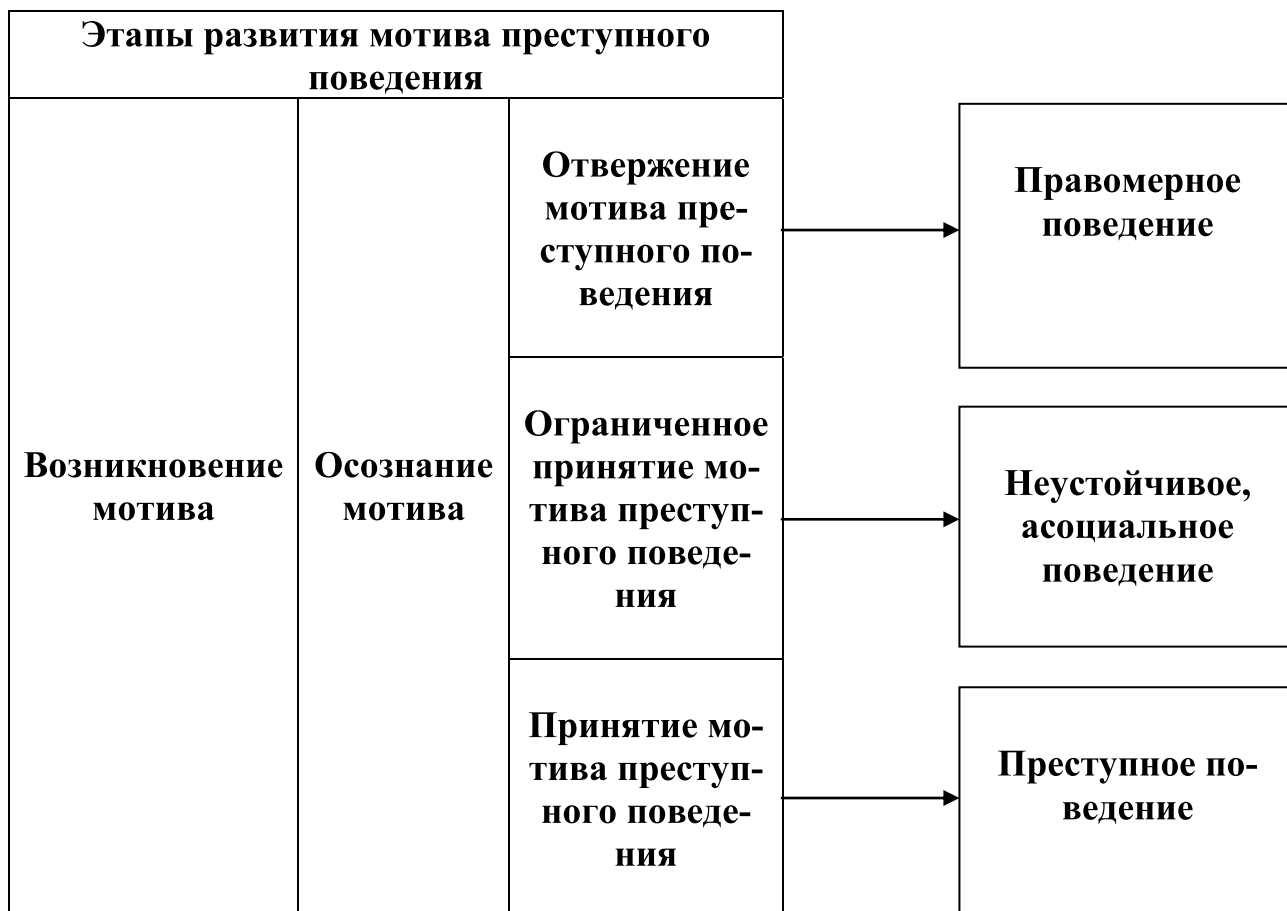 Этапы развития мотива преступного
поведения
Возникновение
мотива
Осознание
мотива
Отвержение
мотива пре-
ступного по-
ведения
Правомерное
поведение
Ограниченное
принятие мо-
тива преступ-
ного поведе-
ния
Неустойчивое,
асоциальное
поведение
Принятие мо-
тива преступ-
ного поведе-
ния
Преступное по-
ведение